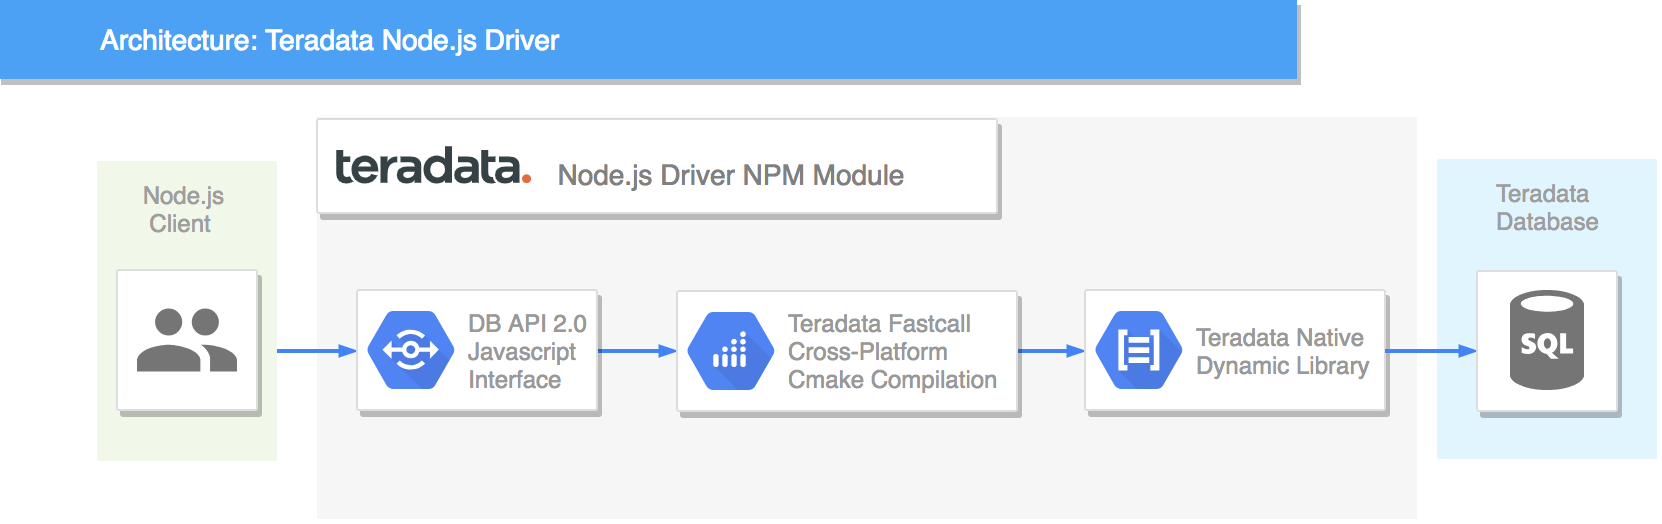 Architecture: Teradata Node.js Driver
teradata.
Node.js Driver NPM Module
Node.js
Client
DB API 2.0
Javascript
Interface
Teradata Fastcall
Cross-Platform
Cmake Compilation
Teradata Native
Dynamic Library
Teradata
Database
SQL